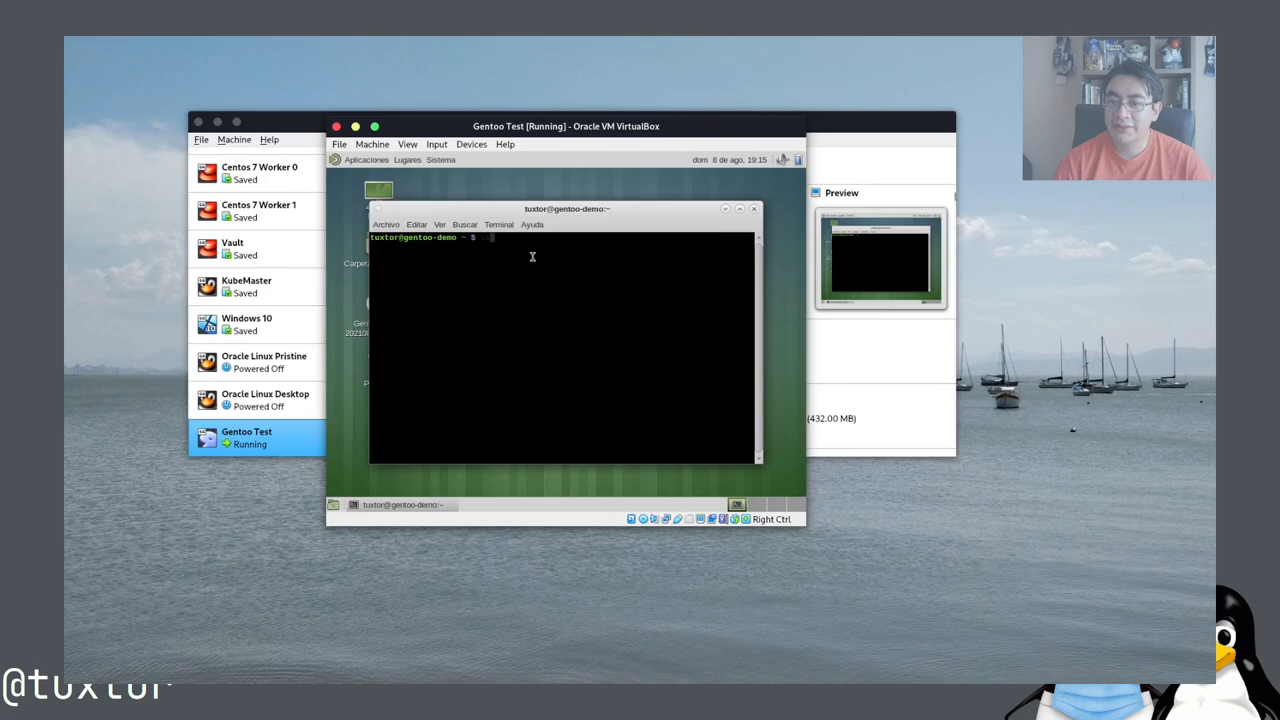 Gentoo Test [Running] - Oracle VM VirtualBox
File Machine Help
File Machine View Input Devices Help
Aplicaciones Lugares Sistema
dom 8 de ago, 19:15
Centos 7 Worker 0
Saved
Centos 7 Worker 1
Saved
Vault
Saved
KubeMaster
Saved
Windows 10
Saved
Oracle Linux Pristine
Powered Off
Oracle Linux Desktop
Powered Off
Gentoo Test
Running
Preview
tuxtor@gentoo-demo:~
Archivo Editar Ver Buscar Terminal Ayuda
tuxtor@gentoo-demo ~ $
(432.00 MB)
tuxtor@gentoo-demo:~
Right Ctrl
@tuxtor